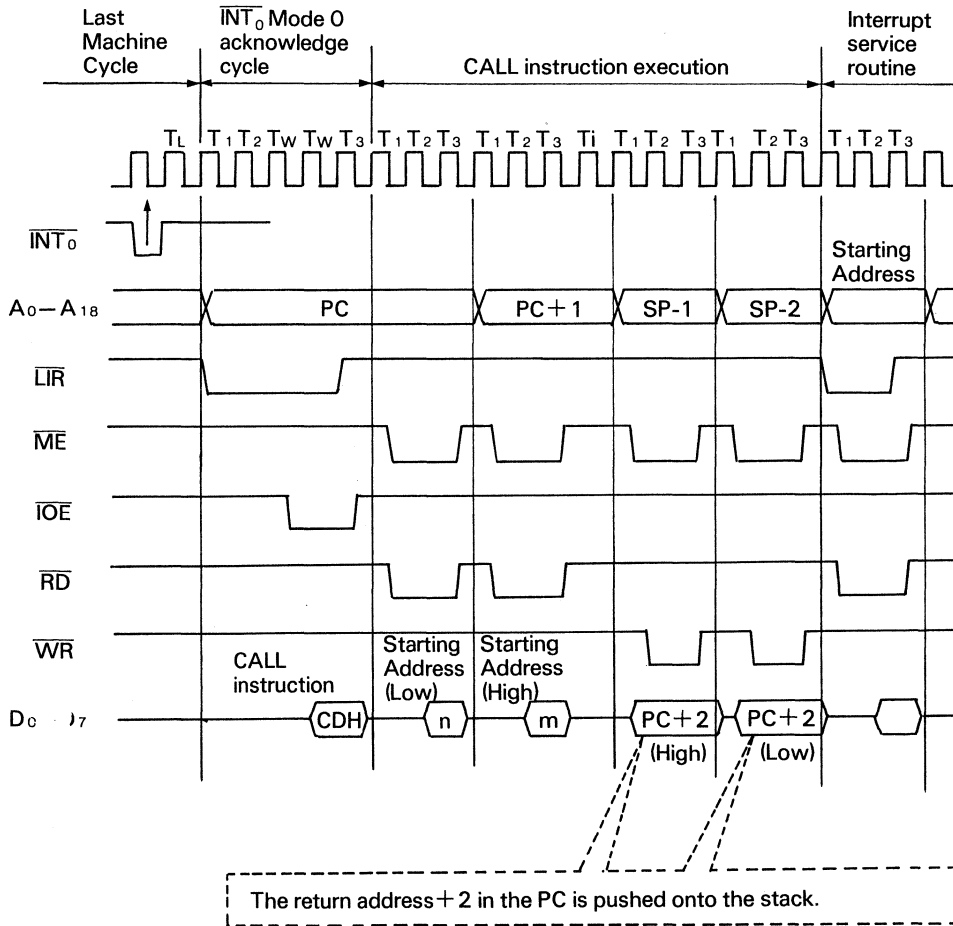 Last
Machine
Cycle
INT0 Mode 0
acknowledge
cycle
CALL instruction execution
Interrupt
service
routine
TL T1 T2 TW TW T3 T1 T2 T3 T1 T2 T3 Ti T1 T2 T3 T1 T2 T3 T1 T2 T3
INT0
Starting
Address
A0–A18 PC PC+1 SP-1 SP-2
LIR
ME
IOE
RD
WR
CALL
instruction
Starting
Address
(Low)
Starting
Address
(High)
D0 )7 CDH n m PC+2 PC+2
(High) (Low)
The return address+2 in the PC is pushed onto the stack.